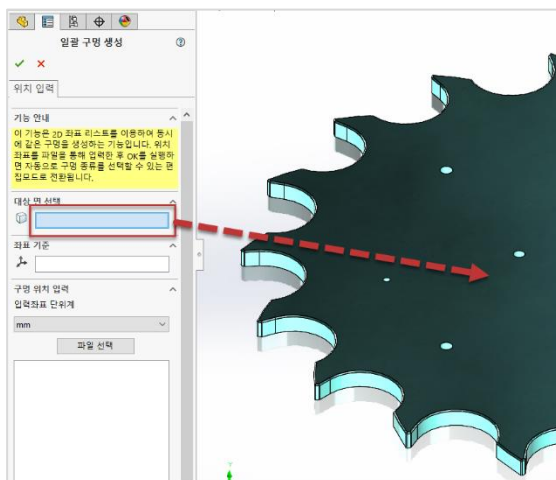 일괄 구멍 생성
위치 입력
기능 안내
이 기능은 2D 좌표 리스트를 이용하여 동시
에 같은 구멍을 생성하는 기능입니다. 위치
좌표를 파일을 통해 입력한 후 OK를 실행하
면 자동으로 구멍 종류를 선택할 수 있는 편
집모드로 전환됩니다.
대상 면 선택
좌표 기준
구멍 위치 입력
입력좌표 단위계
mm
파일 선택